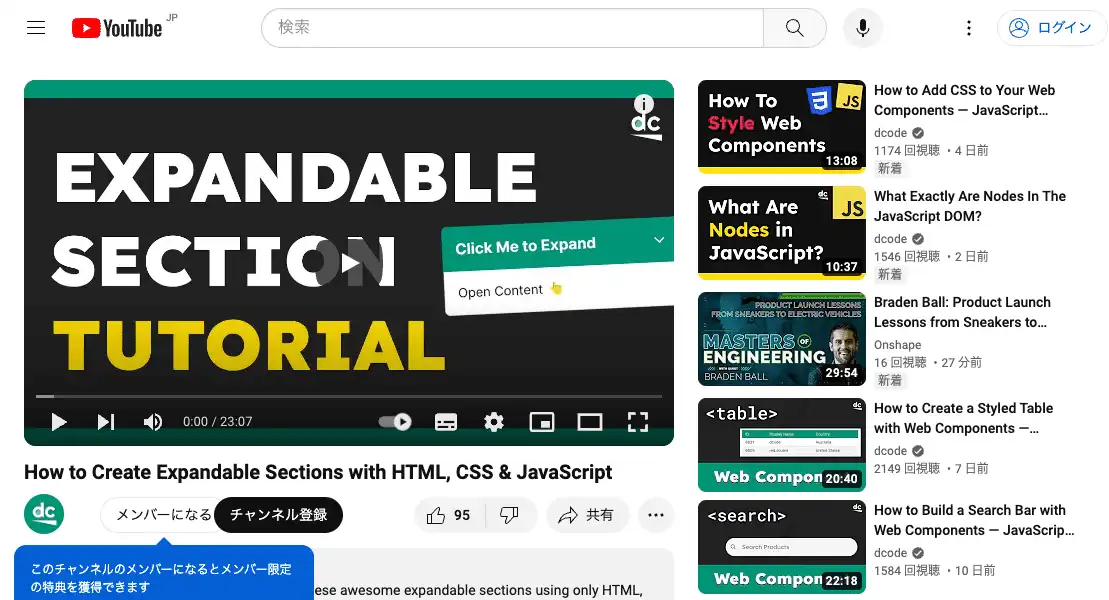 YouTube JP
検索
ログイン
i
dc
EXPANDABLE
SECTION
TUTORIAL
Click Me to Expand
Open Content 👆
0:00 / 23:07
How to Create Expandable Sections with HTML, CSS & JavaScript
dc
メンバーになる
チャンネル登録
95
共有
このチャンネルのメンバーになるとメンバー限定
の特典を獲得できます
ese awesome expandable sections using only HTML,
How To
Style Web
Components
3
JS
13:08
How to Add CSS to Your Web
Components — JavaScript…
dcode
1174 回視聴 ・4 日前
新着
What Are
Nodes in
JavaScript?
dc
JS
10:37
What Exactly Are Nodes In The
JavaScript DOM?
dcode
1546 回視聴 ・2 日前
新着
PRODUCT LAUNCH LESSONS
FROM SNEAKERS TO ELECTRIC VEHICLES
MASTERS OF
ENGINEERING
BRADEN BALL
29:54
Braden Ball: Product Launch
Lessons from Sneakers to…
Onshape
16 回視聴 ・27 分前
新着
<table>
dc
Web Compon
20:40
How to Create a Styled Table
with Web Components —…
dcode
2149 回視聴 ・7 日前
<search>
dc
Search Products
Web Compon
22:18
How to Build a Search Bar with
Web Components — JavaScrip…
dcode
1584 回視聴 ・10 日前